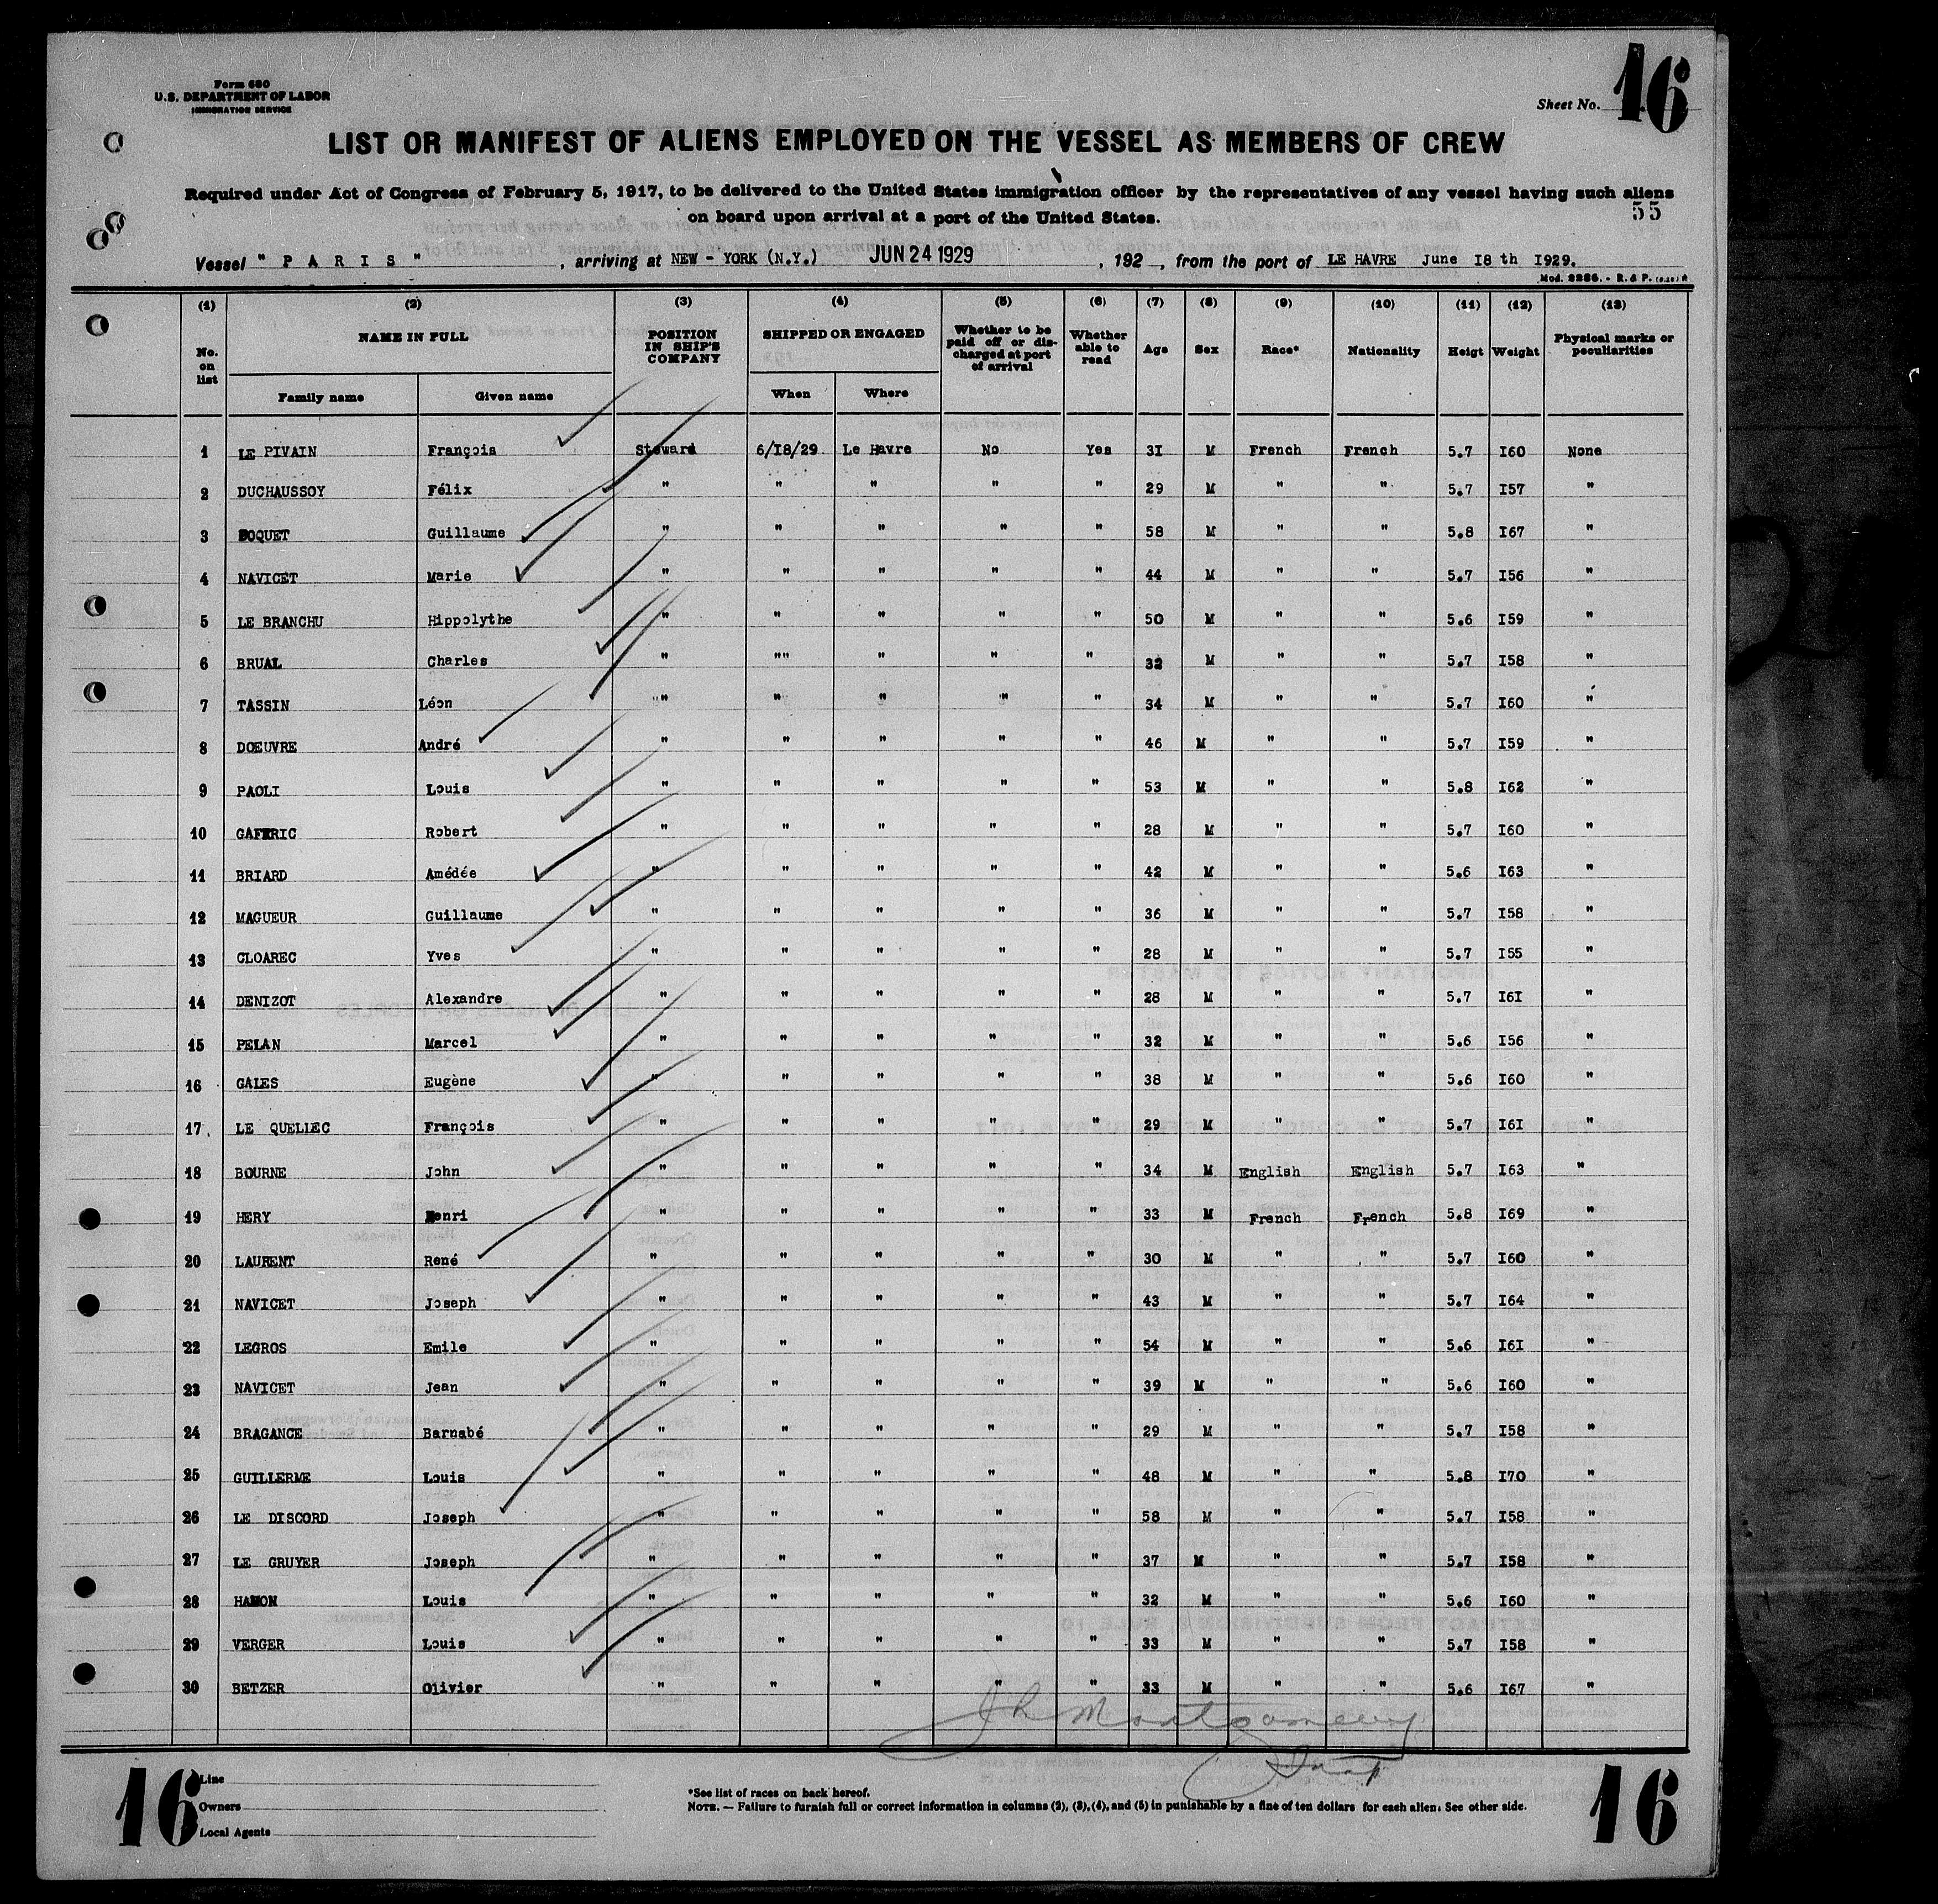 Form 680
U.S. DEPARTMENT OF LABOR
IMMIGRATION SERVICE
Sheet No. 16
LIST OR MANIFEST OF ALIENS EMPLOYED ON THE VESSEL AS MEMBERS OF CREW
Required under Act of Congress of February 5, 1917, to be delivered to the United States immigration officer by the representatives of any vessel having such aliens
on board upon arrival at a port of the United States.
55
Vessel " P A R I S " , arriving at NEW - YORK (N.Y.) JUN 24 1929 , 192 , from the port of LE HAVRE June I8 th I929.
Mod. 2286. - R. & P.
(1) (2) (3) (4) (5) (6) (7) (8) (9) (10) (11) (12) (13)
No. on list NAME IN FULL POSITION IN SHIP'S COMPANY SHIPPED OR ENGAGED Whether to be paid off or discharged at port of arrival Whether able to read Age Sex Race* Nationality Heigt Weight Physical marks or peculiarities
Family name Given name When Where
1 LE PIVAIN François Steward 6/I8/29 Le Havre No Yes 3I M French French 5.7 I60 None
2 DUCHAUSSOY Félix " " " " " 29 M " " 5.7 I57 "
3 BOQUET Guillaume " " " " " 58 M " " 5.8 I67 "
4 NAVICET Marie " " " " " 44 M " " 5.7 I56 "
5 LE BRANCHU Hippolythe " " " " " 50 M " " 5.6 I59 "
6 BRUAL Charles " "" " " " 32 M " " 5.7 I58 "
7 TASSIN Léon " " " " " 34 M " " 5.7 I60 "
8 DOEUVRE André " " " " " 46 M " " 5.7 I59 "
9 PAOLI Louis " " " " " 53 M " " 5.8 I62 "
10 GAFERIC Robert " " " " " 28 M " " 5.7 I60 "
11 BRIARD Amédée " " " " " 42 M " " 5.6 I63 "
12 MAGUEUR Guillaume " " " " " 36 M " " 5.7 I58 "
13 CLOAREC Yves " " " " " 28 M " " 5.7 I55 "
14 DENIZOT Alexandre " " " " " 28 M " " 5.7 I6I "
15 PELAN Marcel " " " " " 32 M " " 5.6 I56 "
16 GALES Eugène " " " " " 38 M " " 5.6 I60 "
17 LE QUELIEC François " " " " " 29 M " " 5.7 I6I "
18 BOURNE John " " " " " 34 M English English 5.7 I63 "
19 HERY Henri " " " " " 33 M French French 5.8 I69 "
20 LAURENT René " " " " " 30 M " " 5.7 I60 "
21 NAVICET Joseph " " " " " 43 M " " 5.7 I64 "
22 LEGROS Emile " " " " " 54 M " " 5.6 I6I "
23 NAVICET Jean " " " " " 39 M " " 5.6 I60 "
24 BRAGANCE Barnabé " " " " " 29 M " " 5.7 I58 "
25 GUILLERME Louis " " " " " 48 M " " 5.8 I70 "
26 LE DISCORD Joseph " " " " " 58 M " " 5.7 I58 "
27 LE GRUYER Joseph " " " " " 37 M " " 5.7 I58 "
28 HAMON Louis " " " " " 32 M " " 5.6 I60 "
29 VERGER Louis " " " " " 33 M " " 5.7 I58 "
30 BETZER Olivier " " " " " 33 M " " 5.6 I67 "
Montgomery
16
Line
Owners
Local Agents
*See list of races on back hereof.
NOTE. — Failure to furnish full or correct information in columns (2), (3), (4), and (5) in punishable by a fine of ten dollars for each alien. See other side.
16